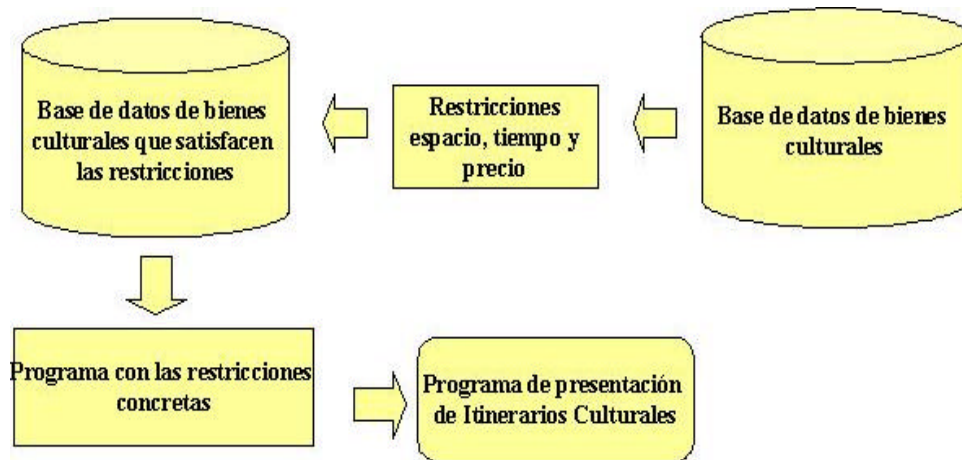 Base de datos de bienes
culturales que satisfacen
las restricciones
Restricciones
espacio, tiempo y
precio
Base de datos de bienes
culturales
Programa con las restricciones
concretas
Programa de presentación
de Itinerarios Culturales